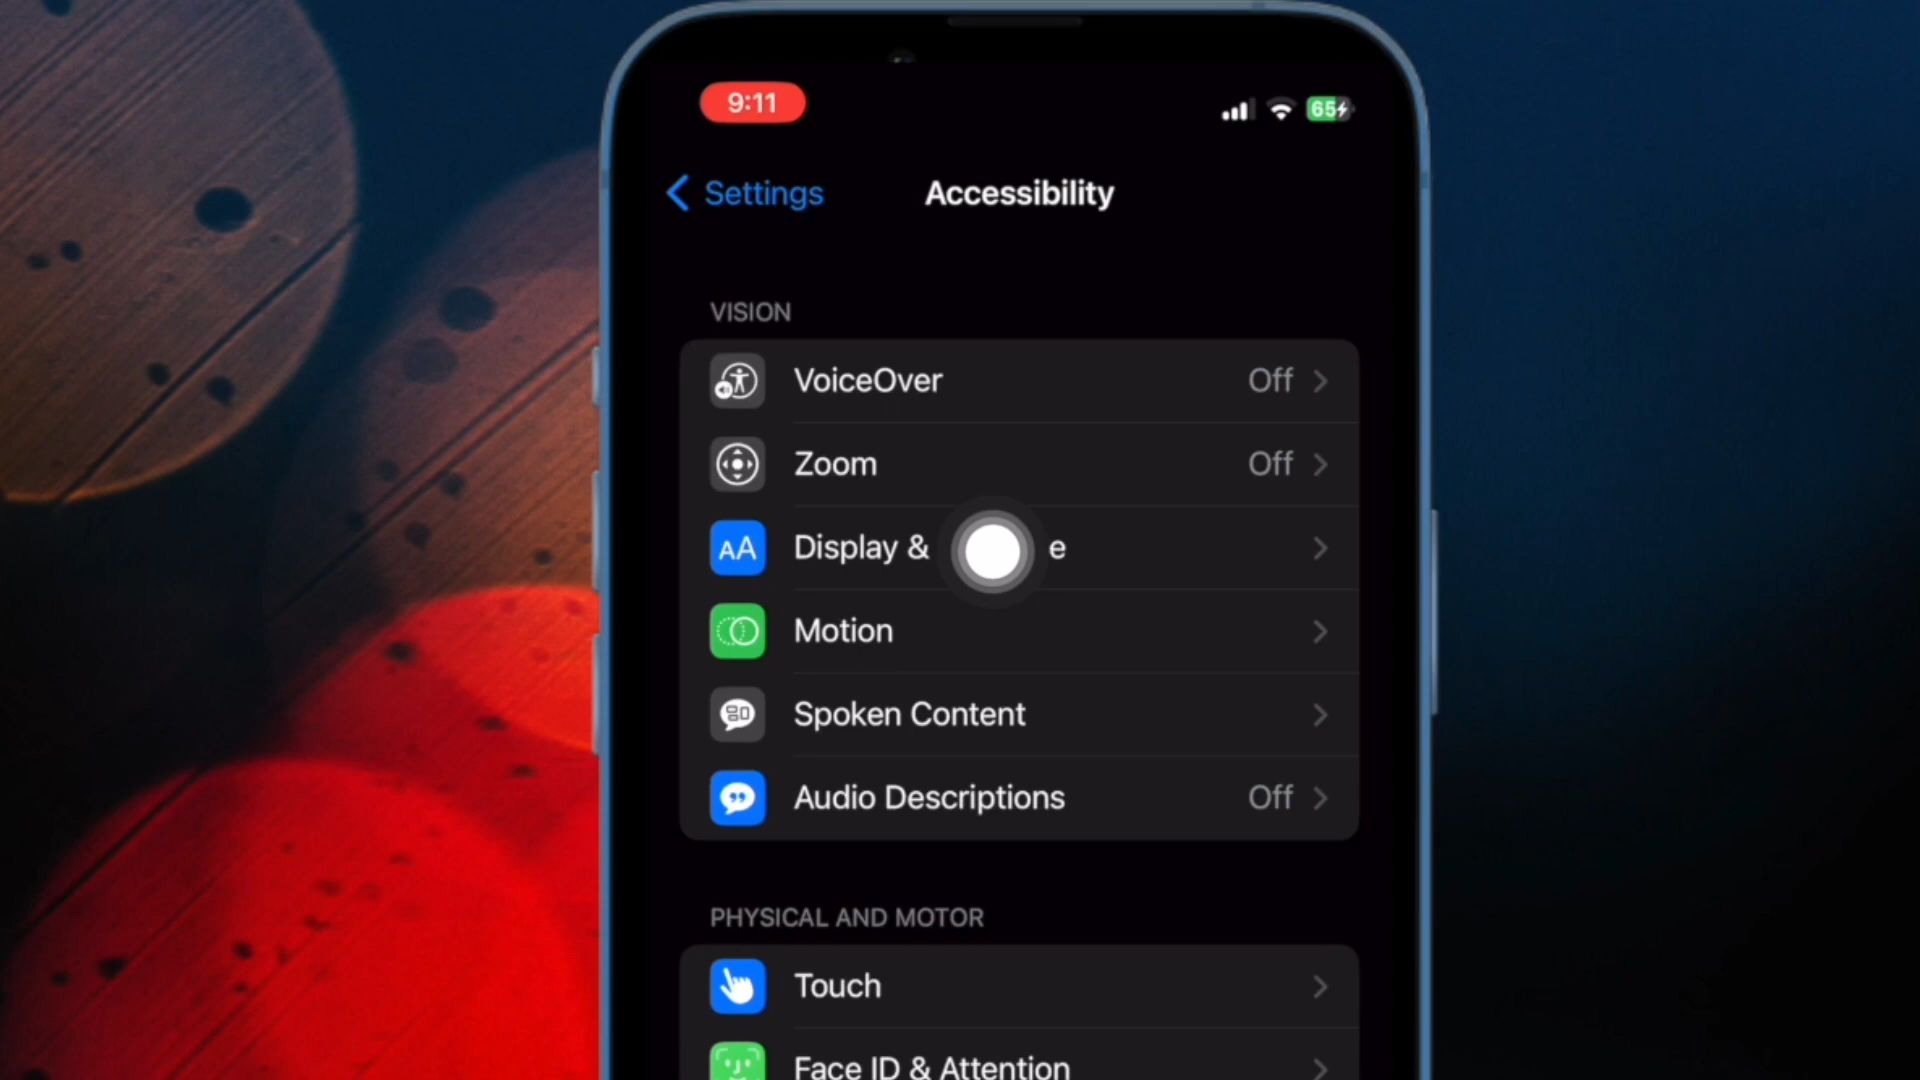 9:11
65
Settings
Accessibility
VISION
VoiceOver
Off
Zoom
Off
AA
Display & e
Motion
Spoken Content
Audio Descriptions
Off
PHYSICAL AND MOTOR
Touch
Face ID & Attention